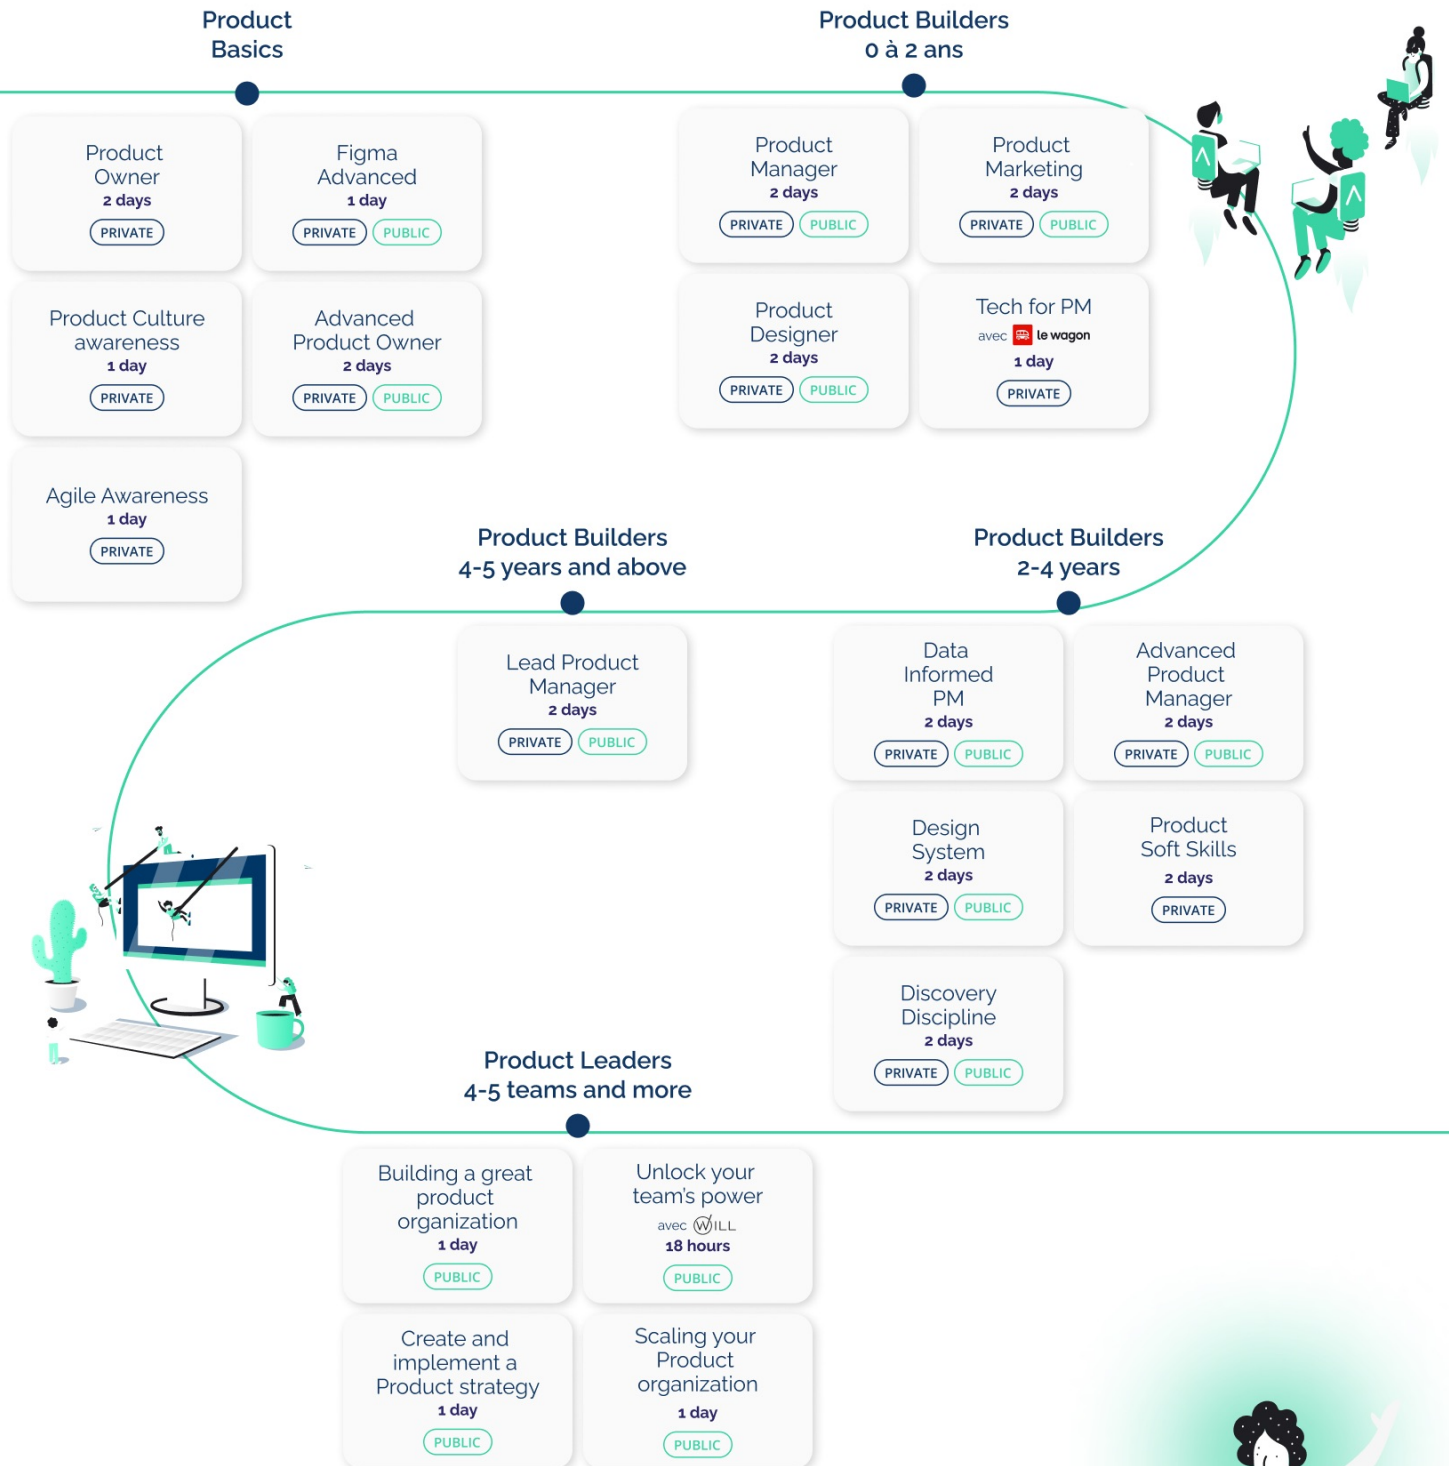 Product
Basics
Product
Owner
2 days
PRIVATE
Figma
Advanced
1 day
PRIVATE PUBLIC
Product Culture
awareness
1 day
PRIVATE
Advanced
Product Owner
2 days
PRIVATE PUBLIC
Agile Awareness
1 day
PRIVATE
Product Builders
0 à 2 ans
Product
Manager
2 days
PRIVATE PUBLIC
Product
Marketing
2 days
PRIVATE PUBLIC
Product
Designer
2 days
PRIVATE PUBLIC
Tech for PM
avec le wagon
1 day
PRIVATE
Product Builders
4-5 years and above
Lead Product
Manager
2 days
PRIVATE PUBLIC
Product Builders
2-4 years
Data
Informed
PM
2 days
PRIVATE PUBLIC
Advanced
Product
Manager
2 days
PRIVATE PUBLIC
Design
System
2 days
PRIVATE PUBLIC
Product
Soft Skills
2 days
PRIVATE
Discovery
Discipline
2 days
PRIVATE PUBLIC
Product Leaders
4-5 teams and more
Building a great
product
organization
1 day
PUBLIC
Unlock your
team's power
avec WILL
18 hours
PUBLIC
Create and
implement a
Product strategy
1 day
PUBLIC
Scaling your
Product
organization
1 day
PUBLIC